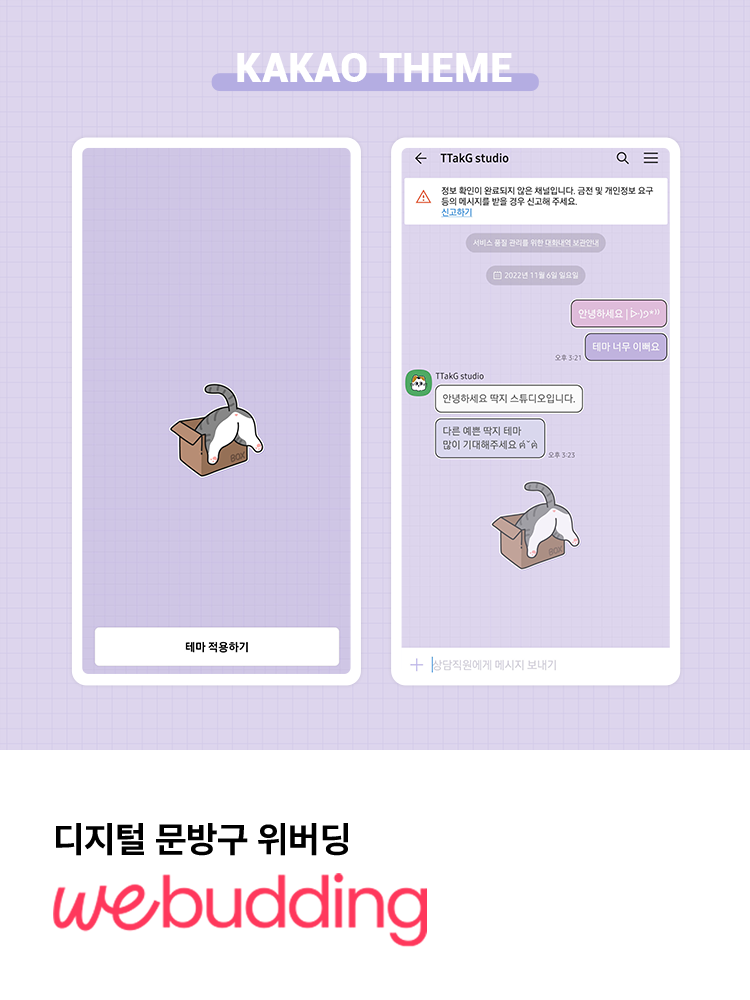 KAKAO THEME
BOX
테마 적용하기
TTakG studio
정보 확인이 완료되지 않은 채널입니다. 금전 및 개인정보 요구
등의 메시지를 받을 경우 신고해 주세요.
신고하기
서비스 품질 관리를 위한 대화내역 보관안내
2022년 11월 6일 일요일
안녕하세요
테마 너무 이뻐요
오후 3:21
TTakG studio
안녕하세요 딱지 스튜디오입니다.
다른 예쁜 딱지 테마
많이 기대해주세요 ฅ˘ฅ
오후 3:23
BOX
상담직원에게 메시지 보내기
디지털 문방구 위버딩
webudding